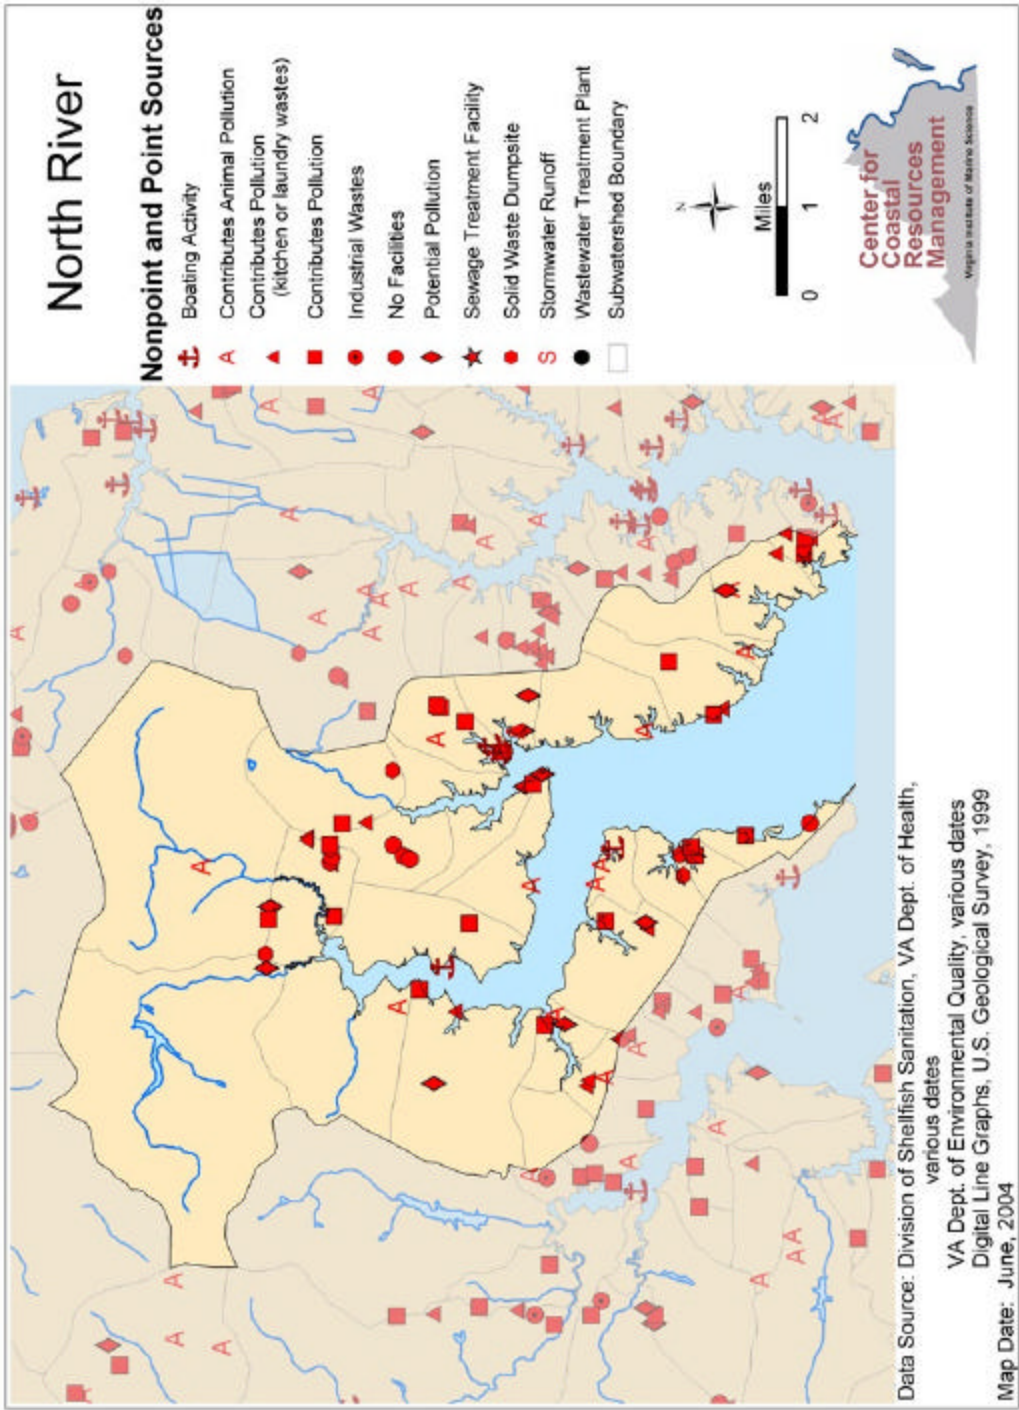 North River
Nonpoint and Point Sources
Boating Activity
A Contributes Animal Pollution
Contributes Pollution
(kitchen or laundry wastes)
Contributes Pollution
Industrial Wastes
No Facilities
Potential Pollution
Sewage Treatment Facility
Solid Waste Dumpsite
S Stormwater Runoff
Wastewater Treatment Plant
Subwatershed Boundary
N
Miles
0 1 2
Center for
Coastal
Resources
Management
Virginia Institute of Marine Science
Data Source: Division of Shellfish Sanitation, VA Dept. of Health,
various dates
VA Dept. of Environmental Quality, various dates
Digital Line Graphs, U.S. Geological Survey, 1999
Map Date: June, 2004